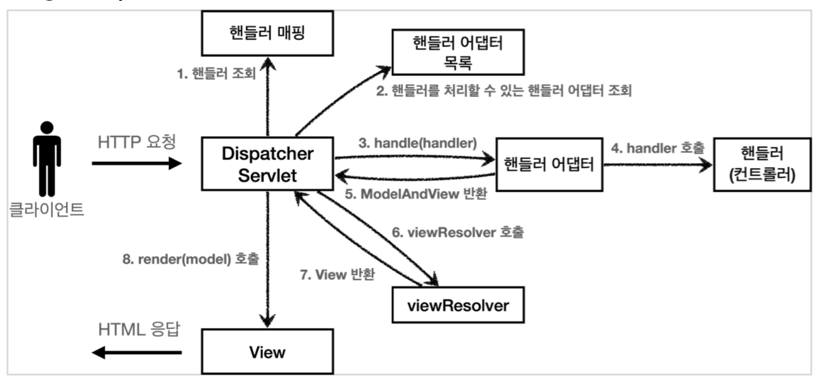 핸들러 매핑
핸들러 어댑터
목록
1. 핸들러 조회
2. 핸들러를 처리할 수 있는 핸들러 어댑터 조회
HTTP 요청
클라이언트
Dispatcher
Servlet
3. handle(handler)
핸들러 어댑터
4. handler 호출
핸들러
(컨트롤러)
5. ModelAndView 반환
6. viewResolver 호출
7. View 반환
8. render(model) 호출
viewResolver
HTML 응답
View